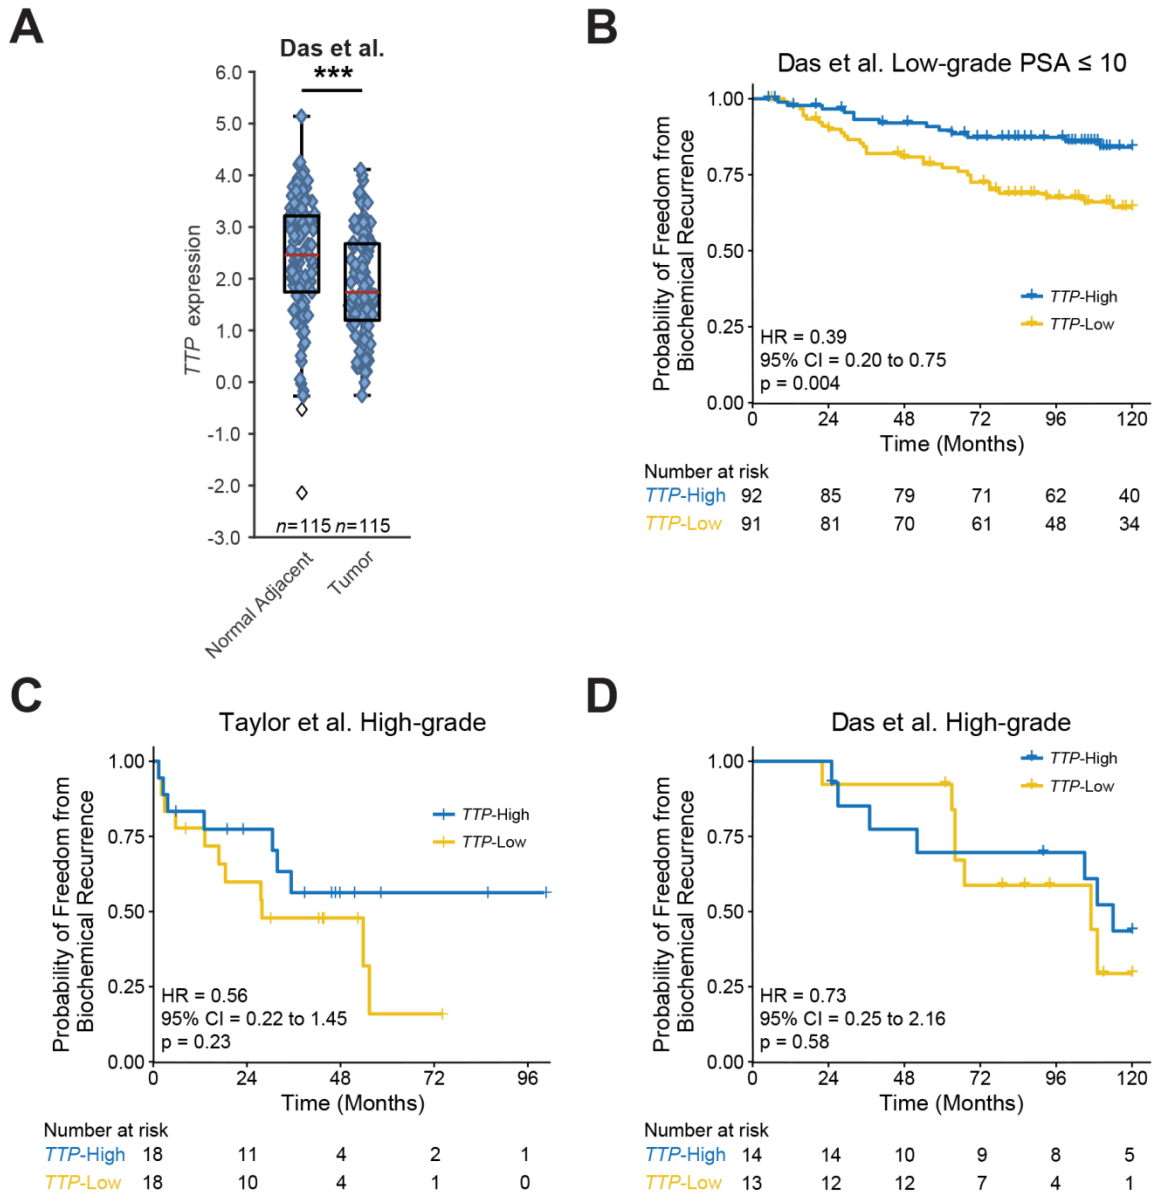 A
Das et al.
***
6.0
5.0
4.0
3.0
2.0
1.0
0.0
-1.0
-2.0
-3.0
TTP expression
n=115 n=115
Normal Adjacent
Tumor
B
Das et al. Low-grade PSA ≤ 10
Probability of Freedom from
Biochemical Recurrence
1.00
0.75
0.50
0.25
0.00
TTP-High
TTP-Low
HR = 0.39
95% CI = 0.20 to 0.75
p = 0.004
0 24 48 72 96 120
Time (Months)
Number at risk
TTP-High 92 85 79 71 62 40
TTP-Low 91 81 70 61 48 34
C
Taylor et al. High-grade
Probability of Freedom from
Biochemical Recurrence
1.00
0.75
0.50
0.25
0.00
TTP-High
TTP-Low
HR = 0.56
95% CI = 0.22 to 1.45
p = 0.23
0 24 48 72 96
Time (Months)
Number at risk
TTP-High 18 11 4 2 1
TTP-Low 18 10 4 1 0
D
Das et al. High-grade
Probability of Freedom from
Biochemical Recurrence
1.00
0.75
0.50
0.25
0.00
TTP-High
TTP-Low
HR = 0.73
95% CI = 0.25 to 2.16
p = 0.58
0 24 48 72 96 120
Time (Months)
Number at risk
TTP-High 14 14 10 9 8 5
TTP-Low 13 12 12 7 4 1